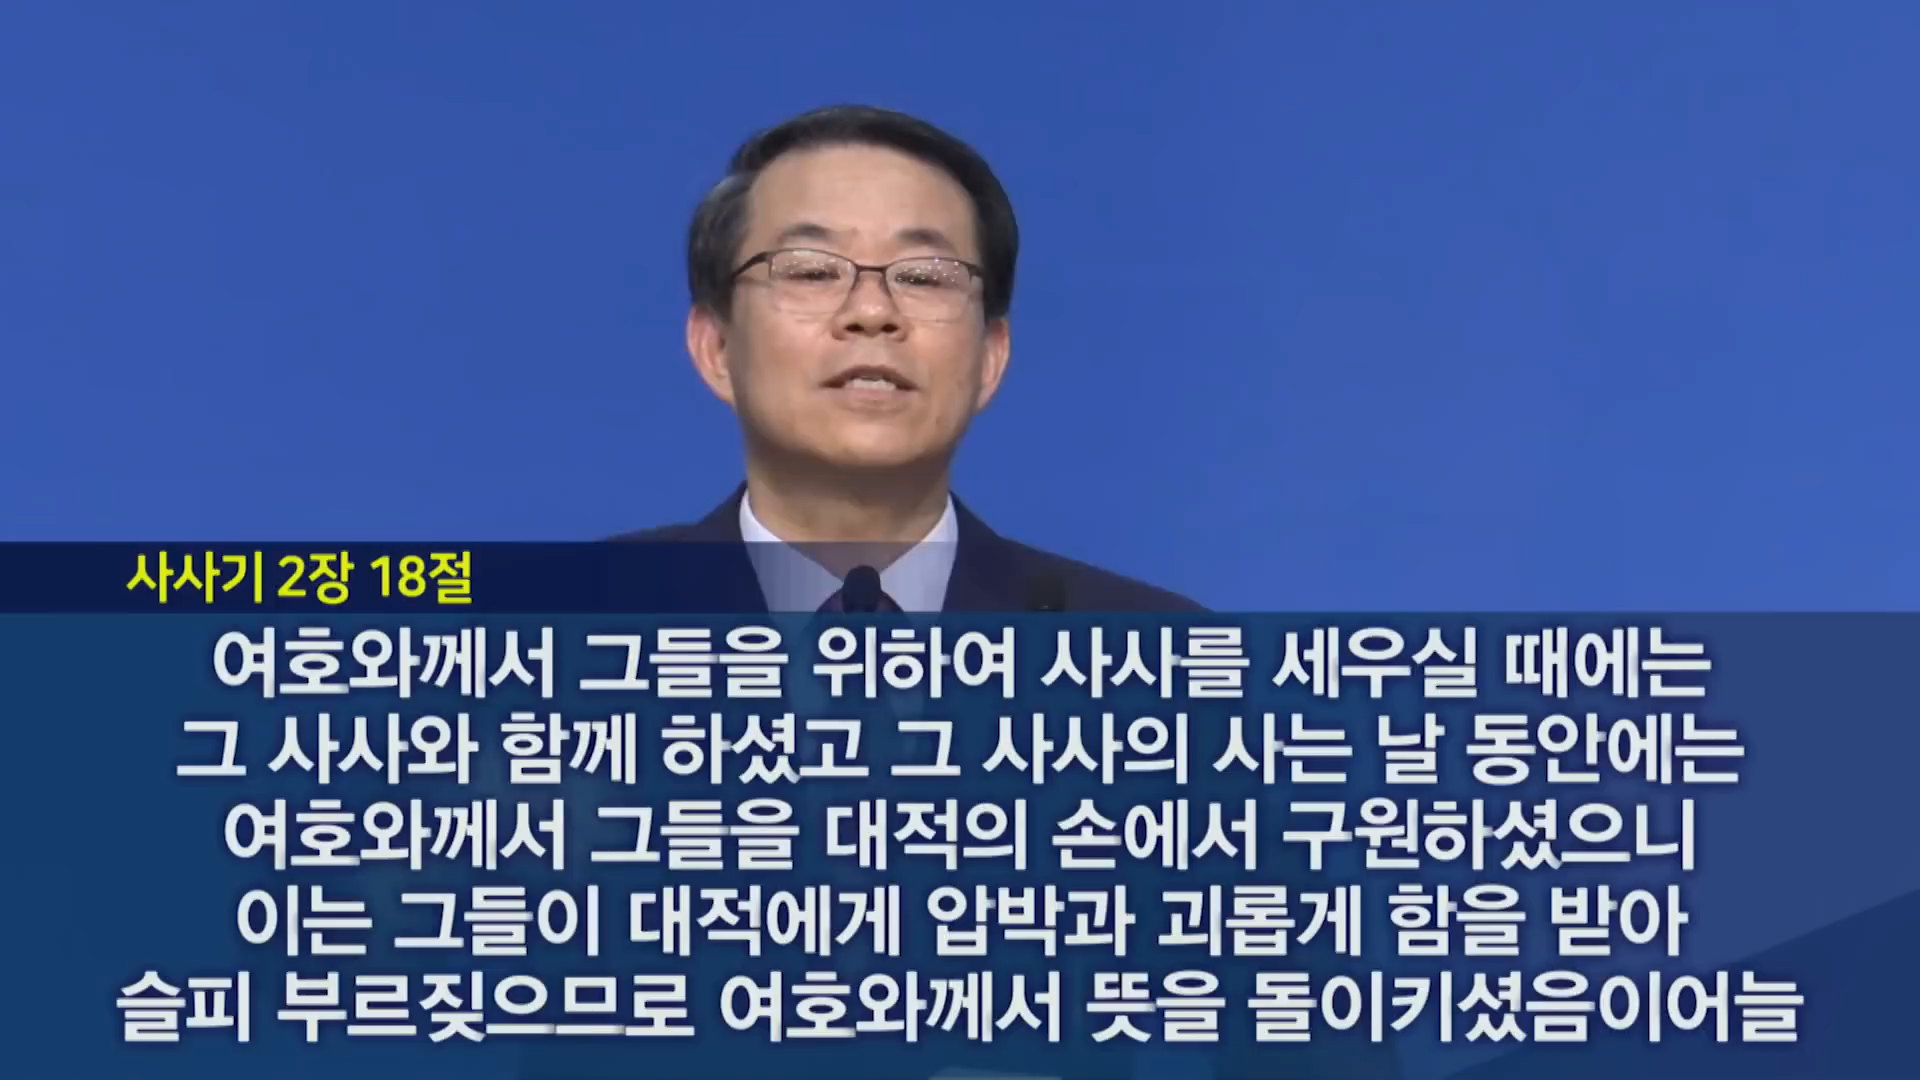 사사기 2장 18절
여호와께서 그들을 위하여 사사를 세우실 때에는
그 사사와 함께 하셨고 그 사사의 사는 날 동안에는
여호와께서 그들을 대적의 손에서 구원하셨으니
이는 그들이 대적에게 압박과 괴롭게 함을 받아
슬피 부르짖으므로 여호와께서 뜻을 돌이키셨음이어늘